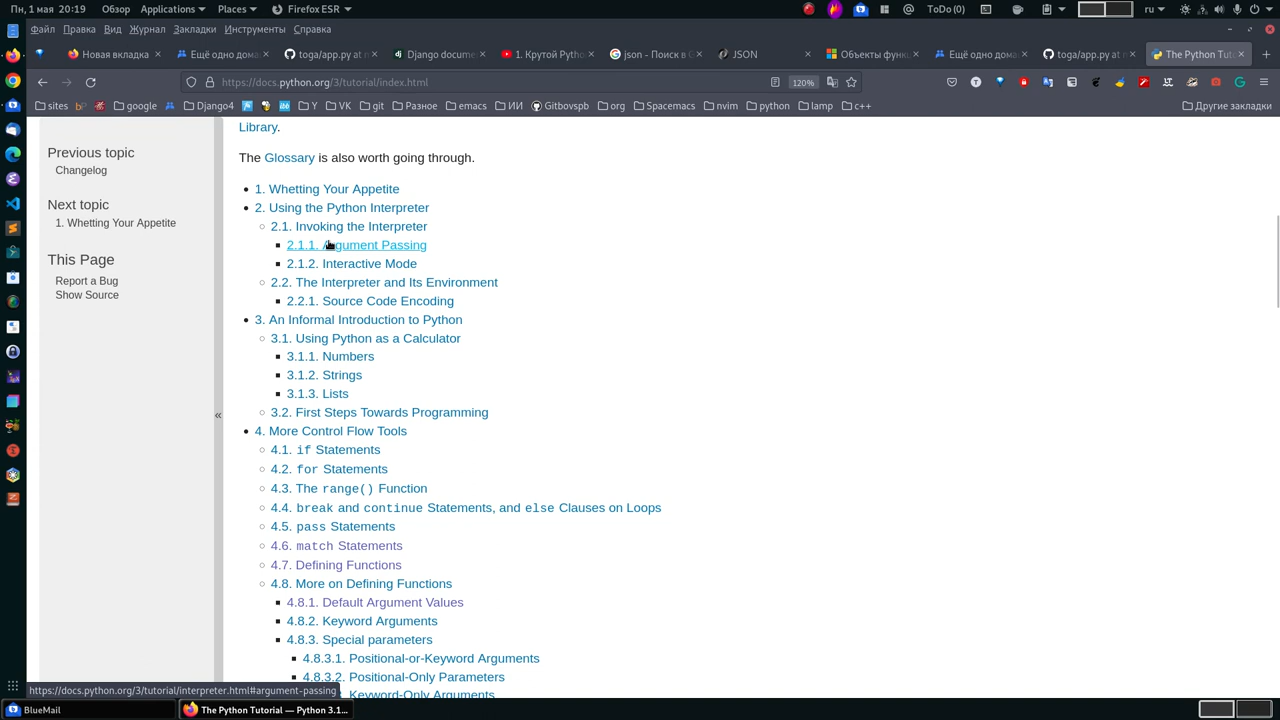 Пн, 1 мая 20:19 Обзор Applications Places Firefox ESR ToDo (0) ru
Файл Правка Вид Журнал Закладки Инструменты Справка
Новая вкладка Ещё одно дома toga/app.py at n Django docume 1. Крутой Pytho json - Поиск в G JSON Объекты функ Ещё одно дома toga/app.py at n The Python Tuto
https://docs.python.org/3/tutorial/index.html 120%
sites google Django4 Y VK git Разное emacs ИИ Gitbovspb org Spacemacs nvim python lamp c++ Другие закладки
Library.
The Glossary is also worth going through.
Previous topic
Changelog
Next topic
1. Whetting Your Appetite
This Page
Report a Bug
Show Source
«
1. Whetting Your Appetite
2. Using the Python Interpreter
2.1. Invoking the Interpreter
2.1.1. Argument Passing
2.1.2. Interactive Mode
2.2. The Interpreter and Its Environment
2.2.1. Source Code Encoding
3. An Informal Introduction to Python
3.1. Using Python as a Calculator
3.1.1. Numbers
3.1.2. Strings
3.1.3. Lists
3.2. First Steps Towards Programming
4. More Control Flow Tools
4.1. if Statements
4.2. for Statements
4.3. The range() Function
4.4. break and continue Statements, and else Clauses on Loops
4.5. pass Statements
4.6. match Statements
4.7. Defining Functions
4.8. More on Defining Functions
4.8.1. Default Argument Values
4.8.2. Keyword Arguments
4.8.3. Special parameters
4.8.3.1. Positional-or-Keyword Arguments
4.8.3.2. Positional-Only Parameters
Keyword-Only Arguments
https://docs.python.org/3/tutorial/interpreter.html#argument-passing
BlueMail The Python Tutorial — Python 3.1...